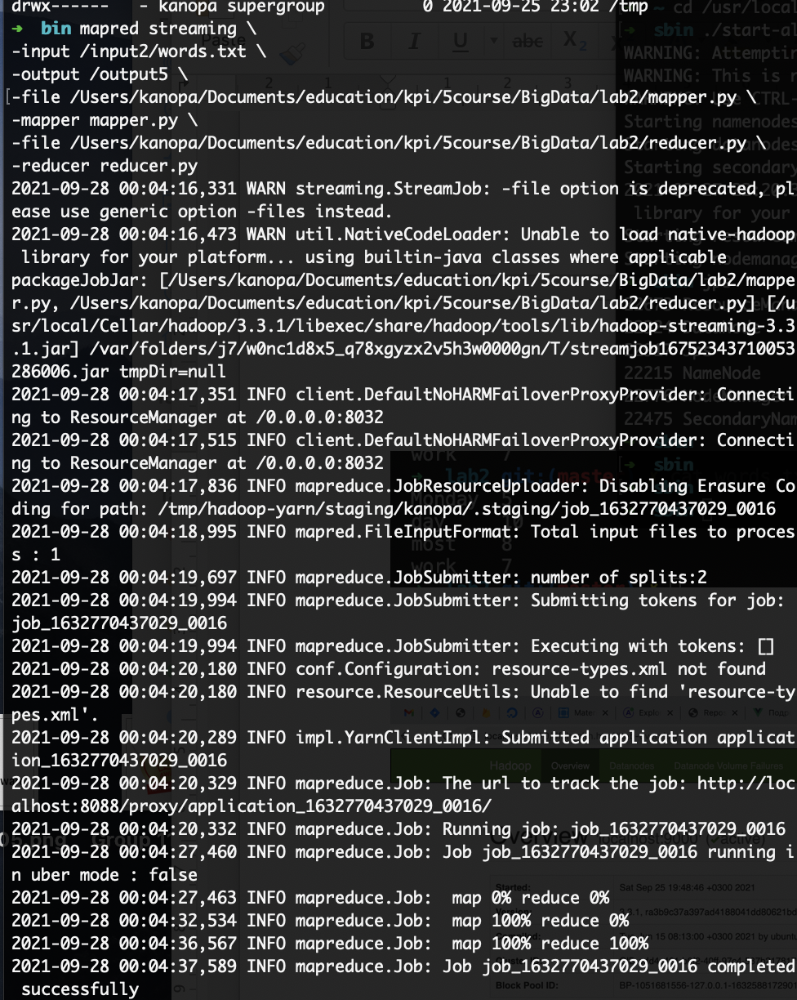 drwx------   - kanopa supergroup          0 2021-09-25 23:02 /tmp
→  bin mapred streaming \
-input /input2/words.txt \
-output /output5 \
[-file /Users/kanopa/Documents/education/kpi/5course/BigData/lab2/mapper.py \
-mapper mapper.py \
-file /Users/kanopa/Documents/education/kpi/5course/BigData/lab2/reducer.py \
-reducer reducer.py
2021-09-28 00:04:16,331 WARN streaming.StreamJob: -file option is deprecated, pl
ease use generic option -files instead.
2021-09-28 00:04:16,473 WARN util.NativeCodeLoader: Unable to load native-hadoop
 library for your platform... using builtin-java classes where applicable
packageJobJar: [/Users/kanopa/Documents/education/kpi/5course/BigData/lab2/mappe
r.py, /Users/kanopa/Documents/education/kpi/5course/BigData/lab2/reducer.py] [/u
sr/local/Cellar/hadoop/3.3.1/libexec/share/hadoop/tools/lib/hadoop-streaming-3.3
.1.jar] /var/folders/j7/w0nc1d8x5_q78xgyzx2v5h3w0000gn/T/streamjob16752343710053
286006.jar tmpDir=null
2021-09-28 00:04:17,351 INFO client.DefaultNoHARMFailoverProxyProvider: Connecti
ng to ResourceManager at /0.0.0.0:8032
2021-09-28 00:04:17,515 INFO client.DefaultNoHARMFailoverProxyProvider: Connecti
ng to ResourceManager at /0.0.0.0:8032
2021-09-28 00:04:17,836 INFO mapreduce.JobResourceUploader: Disabling Erasure Co
ding for path: /tmp/hadoop-yarn/staging/kanopa/.staging/job_1632770437029_0016
2021-09-28 00:04:18,995 INFO mapred.FileInputFormat: Total input files to proces
s : 1
2021-09-28 00:04:19,697 INFO mapreduce.JobSubmitter: number of splits:2
2021-09-28 00:04:19,994 INFO mapreduce.JobSubmitter: Submitting tokens for job:
job_1632770437029_0016
2021-09-28 00:04:19,994 INFO mapreduce.JobSubmitter: Executing with tokens: []
2021-09-28 00:04:20,180 INFO conf.Configuration: resource-types.xml not found
2021-09-28 00:04:20,180 INFO resource.ResourceUtils: Unable to find 'resource-ty
pes.xml'.
2021-09-28 00:04:20,289 INFO impl.YarnClientImpl: Submitted application applicat
ion_1632770437029_0016
2021-09-28 00:04:20,329 INFO mapreduce.Job: The url to track the job: http://loc
alhost:8088/proxy/application_1632770437029_0016/
2021-09-28 00:04:20,332 INFO mapreduce.Job: Running job: job_1632770437029_0016
2021-09-28 00:04:27,460 INFO mapreduce.Job: Job job_1632770437029_0016 running i
n uber mode : false
2021-09-28 00:04:27,463 INFO mapreduce.Job:  map 0% reduce 0%
2021-09-28 00:04:32,534 INFO mapreduce.Job:  map 100% reduce 0%
2021-09-28 00:04:36,567 INFO mapreduce.Job:  map 100% reduce 100%
2021-09-28 00:04:37,589 INFO mapreduce.Job: Job job_1632770437029_0016 completed
 successfully